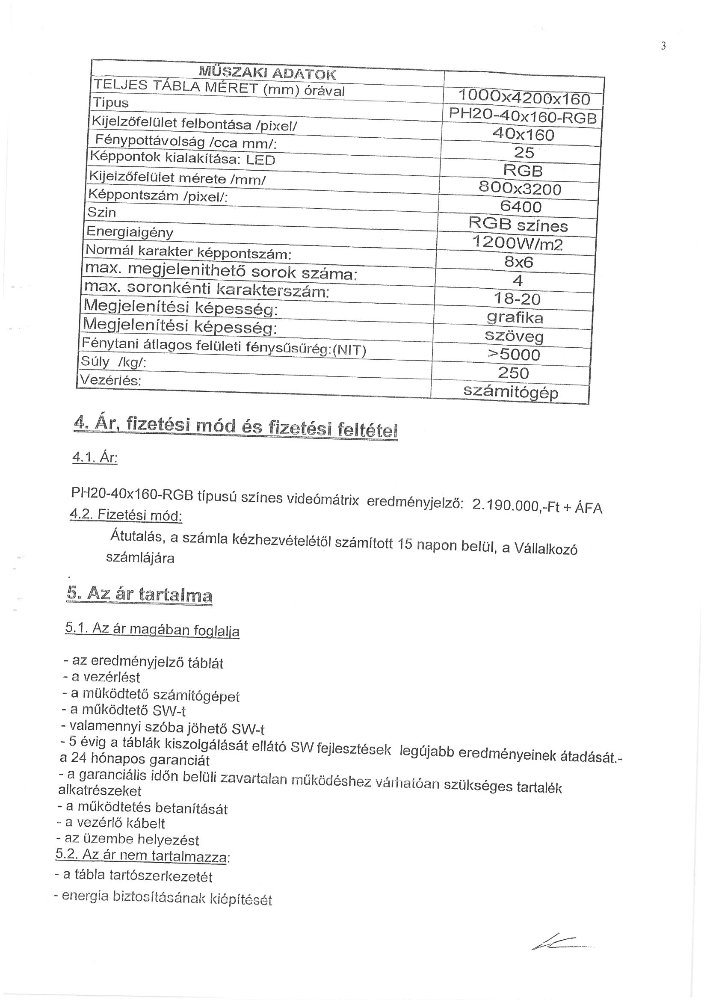 3
MÜSZAKI ADATOK
TELJES TÁBLA MÉRET (mm) órával 1000x4200x160
Tipus PH20-40x160-RGB
Kijelzőfelület felbontása /pixel/ 40x160
Fénypottávolság /cca mm/: 25
Képpontok kialakítása: LED RGB
Kijelzőfelület mérete /mm/ 800x3200
Képpontszám /pixel/: 6400
Szin RGB színes
Energiaigény 1200W/m2
Normál karakter képpontszám: 8x6
max. megjeleníthető sorok száma: 4
max. soronkénti karakterszám: 18-20
Megjelenítési képesség: grafika
Megjelenítési képesség: szöveg
Fénytani átlagos felületi fénysűsűrég:(NIT) >5000
Súly /kg/: 250
Vezérlés: számitógép
4. Ár, fizetési mód és fizetési feltétel
4.1. Ár:
PH20-40x160-RGB típusú színes videómátrix eredményjelző: 2.190.000,-Ft + ÁFA
4.2. Fizetési mód:
Átutalás, a számla kézhezvételétől számított 15 napon belül, a Vállalkozó
számlájára
.
5. Az ár tartalma
5.1. Az ár magában foglalja
- az eredményjelző táblát
- a vezérlést
- a müködtető számitógépet
- a működtető SW-t
- valamennyi szóba jöhető SW-t
- 5 évig a táblák kiszolgálását ellátó SW fejlesztések legújabb eredményeinek átadását.-
a 24 hónapos garanciát
- a garanciális időn belüli zavartalan működéshez várhatóan szükséges tartalék
alkatrészeket
- a működtetés betanítását
- a vezérlő kábelt
- az üzembe helyezést
5.2. Az ár nem tartalmazza:
- a tábla tartószerkezetét
- energia biztosításának kiépítését